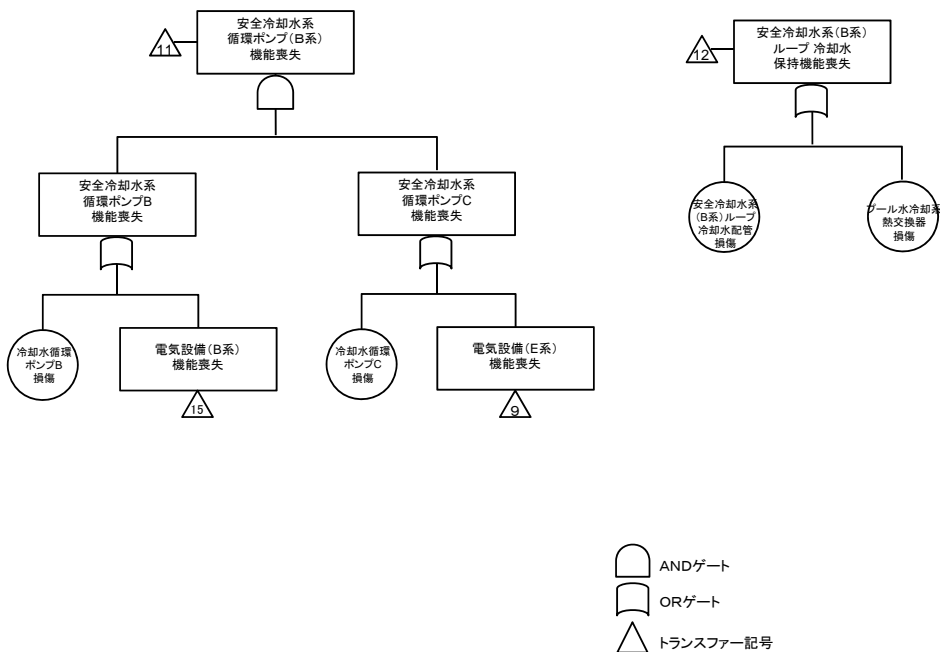 安全冷却水系
循環ポンプ(B系)
機能喪失
11
安全冷却水系
循環ポンプB
機能喪失
安全冷却水系
循環ポンプC
機能喪失
冷却水循環
ポンプB
損傷
電気設備(B系)
機能喪失
15
冷却水循環
ポンプC
損傷
電気設備(E系)
機能喪失
9
安全冷却水系(B系)
ループ 冷却水
保持機能喪失
12
安全冷却水系
(B系)ループ
冷却水配管
損傷
プール水冷却系
熱交換器
損傷
ANDゲート
ORゲート
トランスファー記号